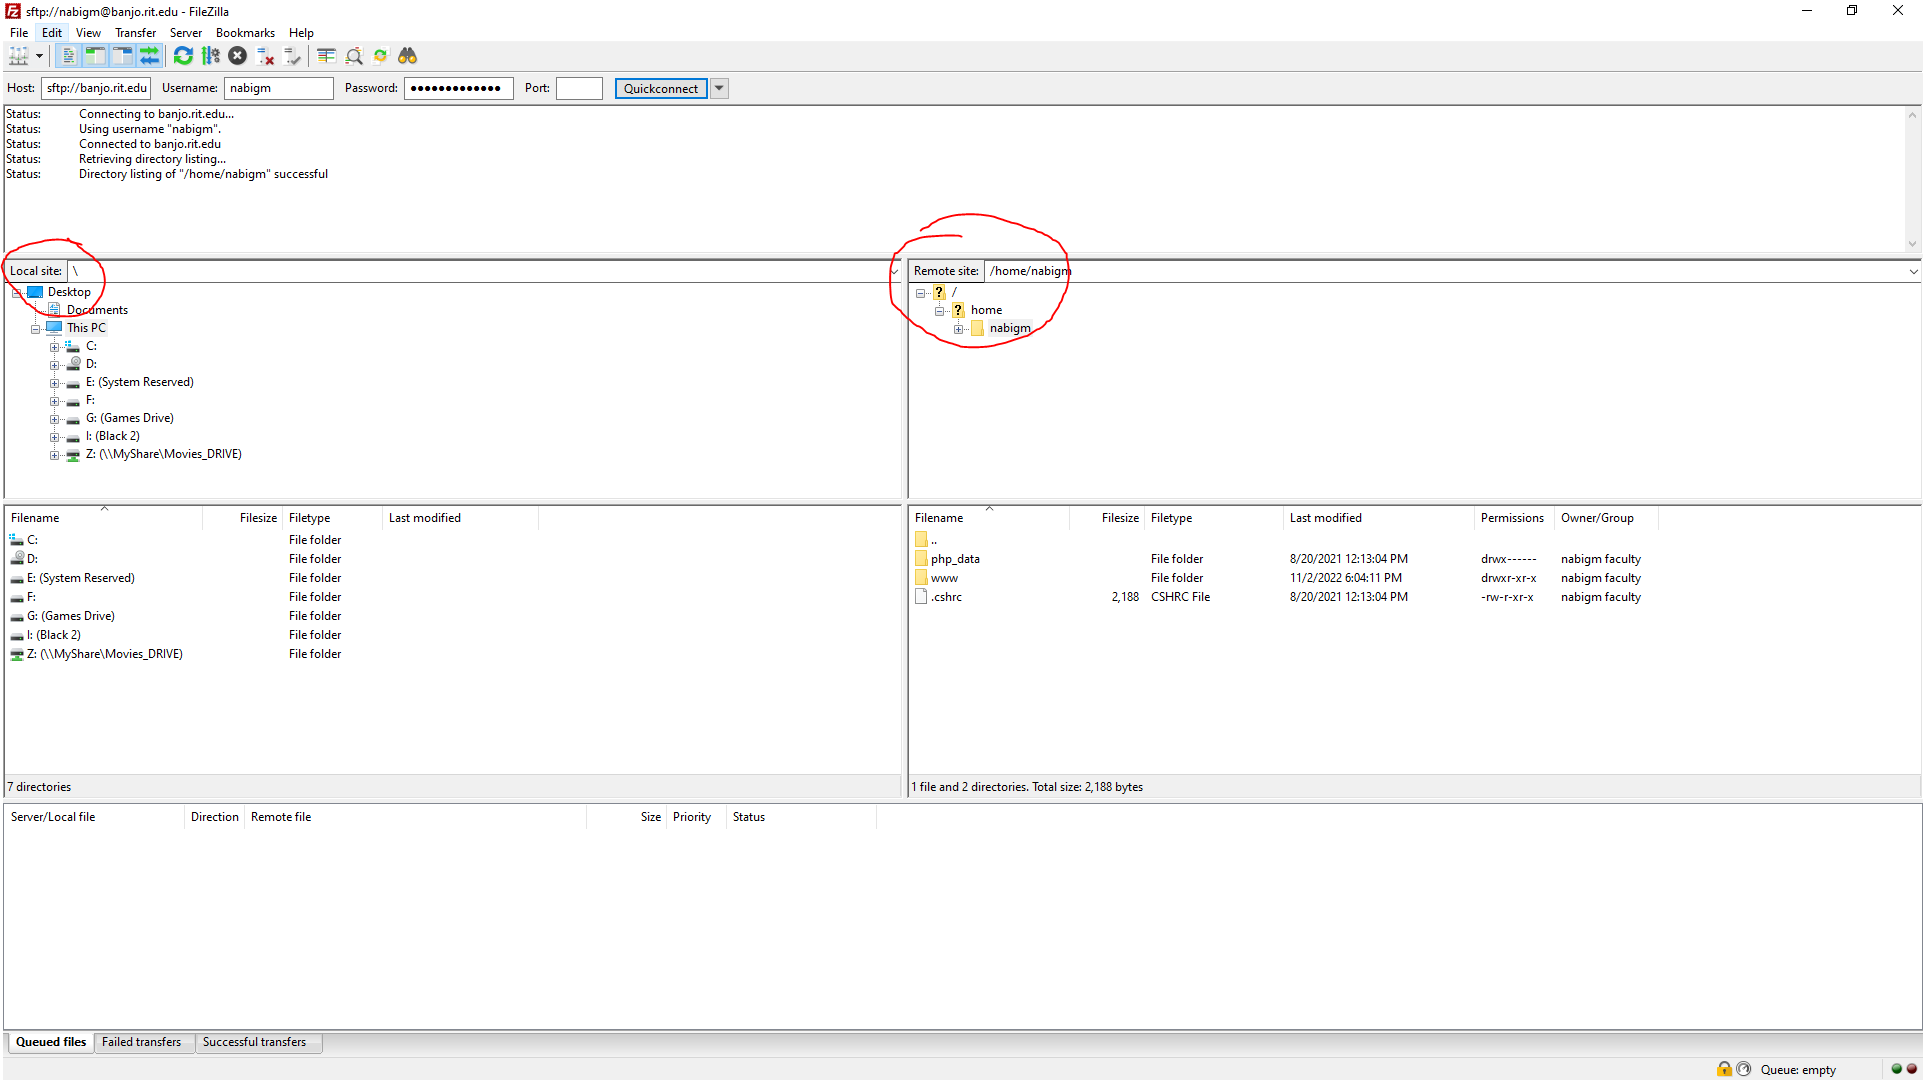 sftp://nabigm@banjo.rit.edu - FileZilla
File Edit View Transfer Server Bookmarks Help
Host: sftp://banjo.rit.edu Username: nabigm Password: ●●●●●●●●●●●●● Port: Quickconnect
Status: Connecting to banjo.rit.edu...
Status: Using username "nabigm".
Status: Connected to banjo.rit.edu
Status: Retrieving directory listing...
Status: Directory listing of "/home/nabigm" successful
Local site: \
Desktop
Documents
This PC
C:
D:
E: (System Reserved)
F:
G: (Games Drive)
I: (Black 2)
Z: (\\MyShare\Movies_DRIVE)
Remote site: /home/nabigm
/
home
nabigm
Filename Filesize Filetype Last modified
C: File folder
D: File folder
E: (System Reserved) File folder
F: File folder
G: (Games Drive) File folder
I: (Black 2) File folder
Z: (\\MyShare\Movies_DRIVE) File folder
7 directories
Filename Filesize Filetype Last modified Permissions Owner/Group
..
php_data File folder 8/20/2021 12:13:04 PM drwx------ nabigm faculty
www File folder 11/2/2022 6:04:11 PM drwxr-xr-x nabigm faculty
.cshrc 2,188 CSHRC File 8/20/2021 12:13:04 PM -rw-r-xr-x nabigm faculty
1 file and 2 directories. Total size: 2,188 bytes
Server/Local file Direction Remote file Size Priority Status
Queued files Failed transfers Successful transfers
Queue: empty